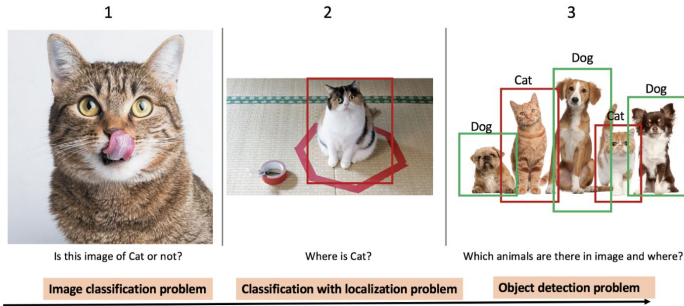 1
2
3
Dog
Cat
Dog
Dog
Cat
Is this image of Cat or not?
Where is Cat?
Which animals are there in image and where?
Image classification problem
Classification with localization problem
Object detection problem